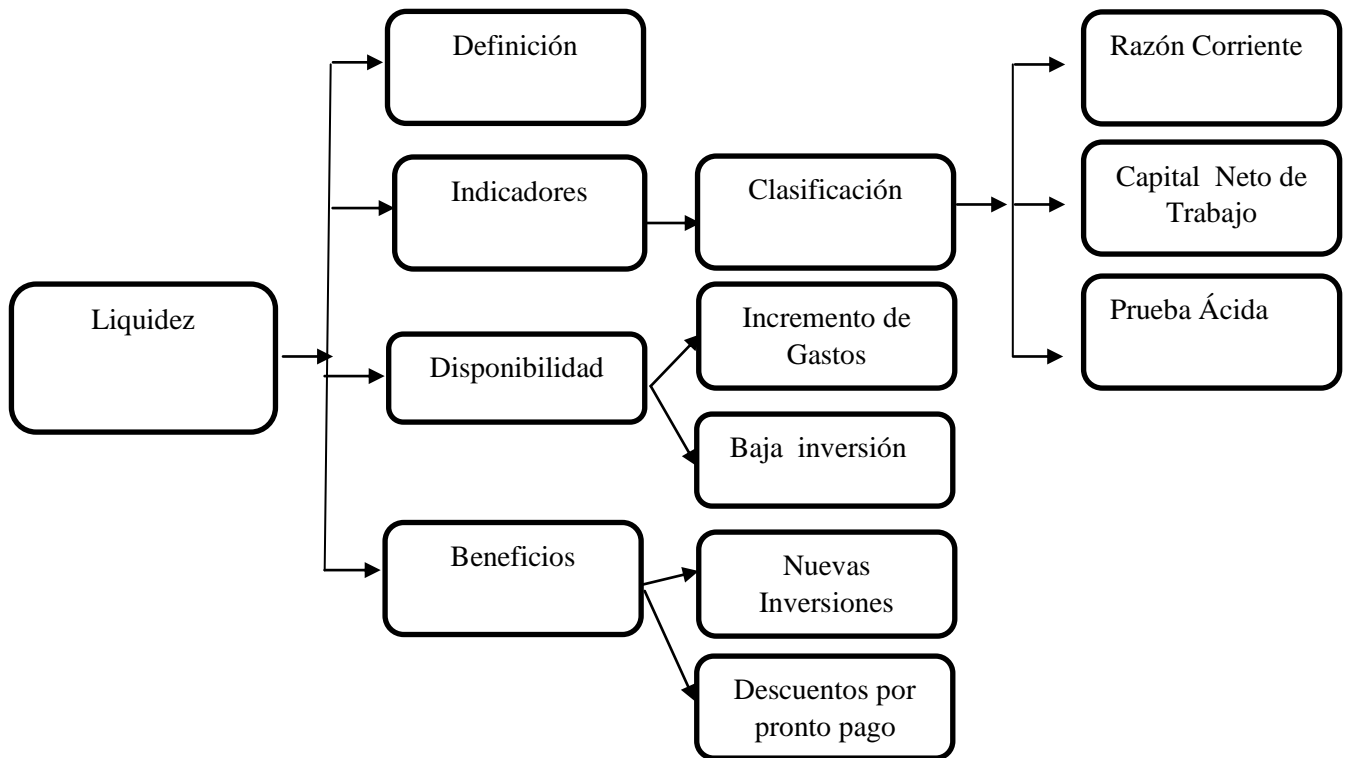 Definición
Razón Corriente
Indicadores
Clasificación
Capital Neto de
Trabajo
Liquidez
Disponibilidad
Incremento de
Gastos
Prueba Ácida
Baja inversión
Beneficios
Nuevas
Inversiones
Descuentos por
pronto pago